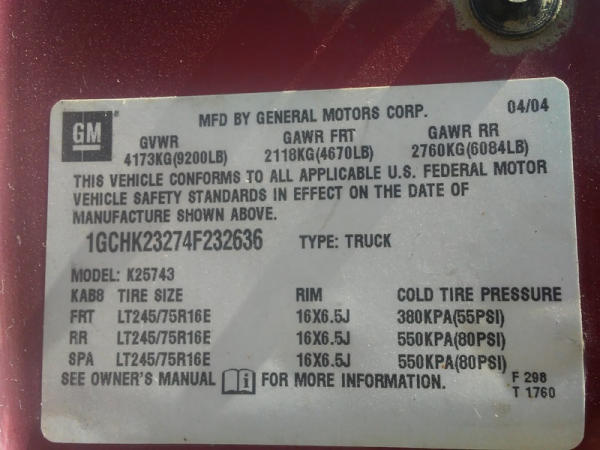 MFD BY GENERAL MOTORS CORP. 04/04
GM
GVWR GAWR FRT GAWR RR
4173KG(9200LB) 2118KG(4670LB) 2760KG(6084LB)
THIS VEHICLE CONFORMS TO ALL APPLICABLE U.S. FEDERAL MOTOR
VEHICLE SAFETY STANDARDS IN EFFECT ON THE DATE OF
MANUFACTURE SHOWN ABOVE.
1GCHK23274F232636 TYPE: TRUCK
MODEL: K25743
KAB8 TIRE SIZE RIM COLD TIRE PRESSURE
FRT LT245/75R16E 16X6.5J 380KPA(55PSI)
RR LT245/75R16E 16X6.5J 550KPA(80PSI)
SPA LT245/75R16E 16X6.5J 550KPA(80PSI)
SEE OWNER'S MANUAL FOR MORE INFORMATION.
F 298
T 1760